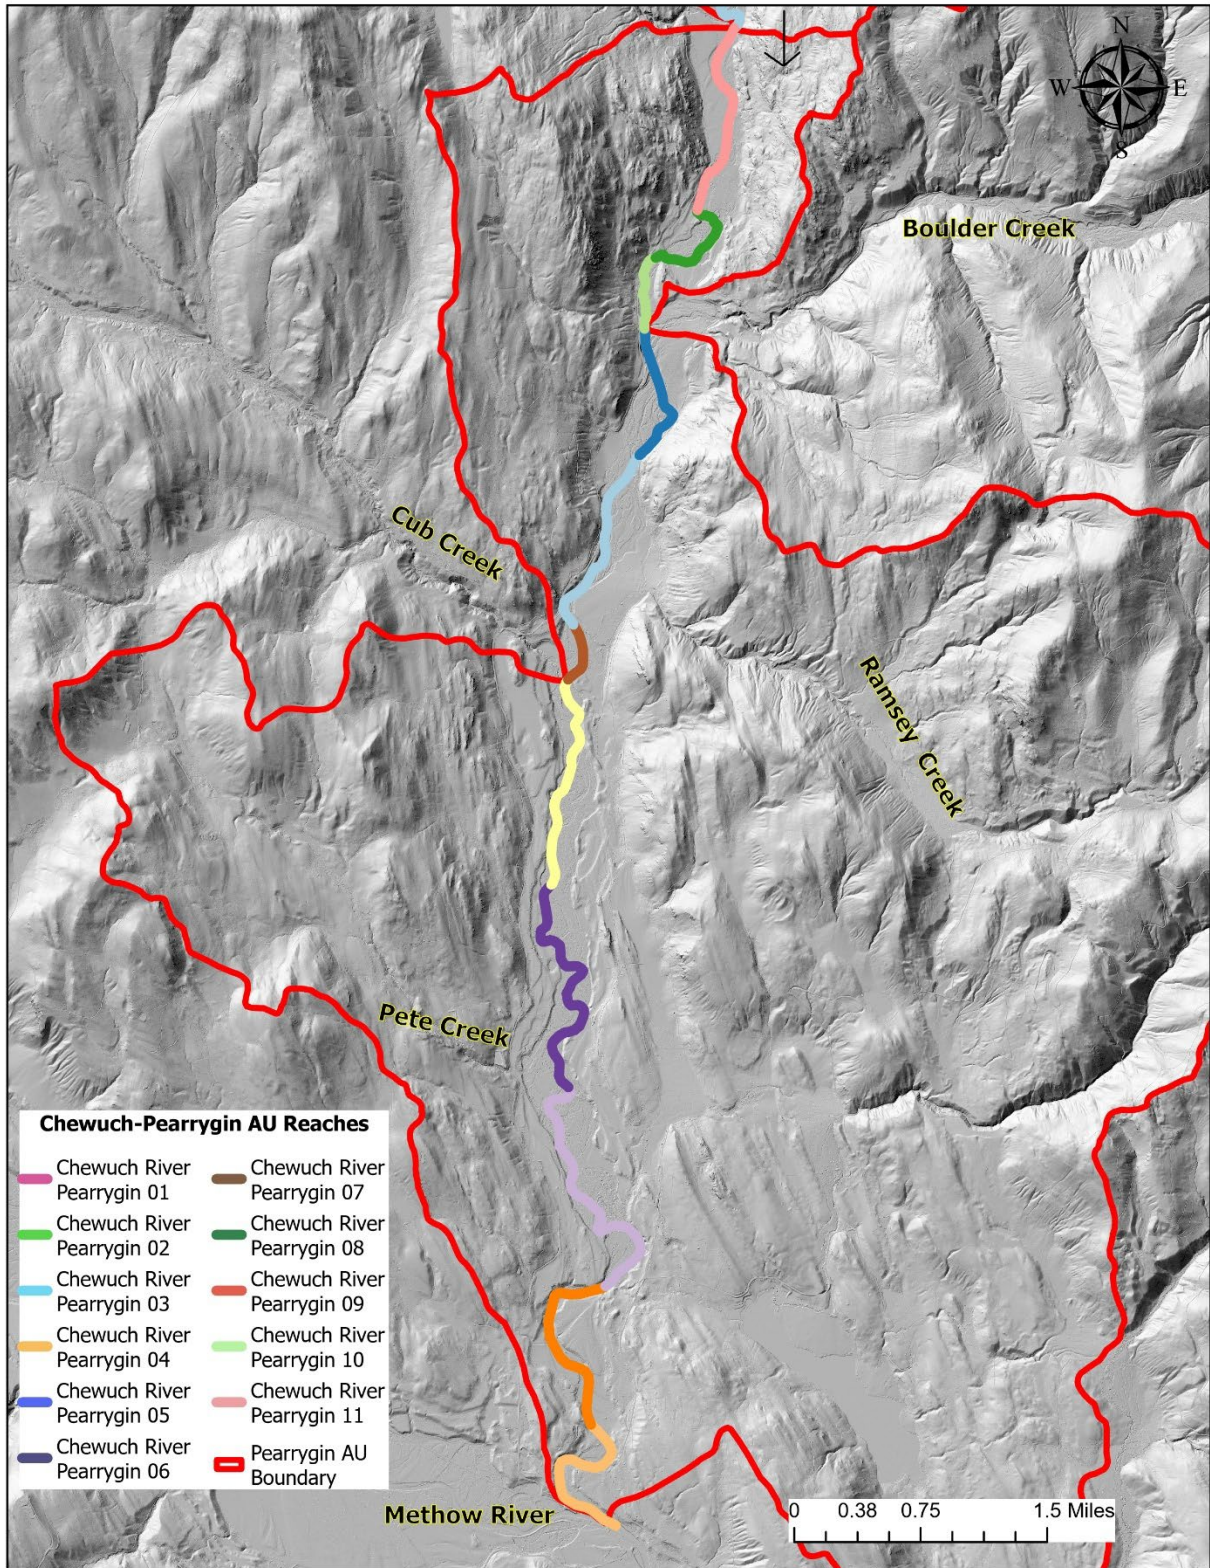 N
W
E
S
Boulder Creek
Cub Creek
Ramsey Creek
Pete Creek
Chewuch-Pearrygin AU Reaches
Chewuch River
Pearrygin 01
Chewuch River
Pearrygin 02
Chewuch River
Pearrygin 03
Chewuch River
Pearrygin 04
Chewuch River
Pearrygin 05
Chewuch River
Pearrygin 06
Chewuch River
Pearrygin 07
Chewuch River
Pearrygin 08
Chewuch River
Pearrygin 09
Chewuch River
Pearrygin 10
Chewuch River
Pearrygin 11
Pearrygin AU
Boundary
Methow River
0 0.38 0.75 1.5 Miles